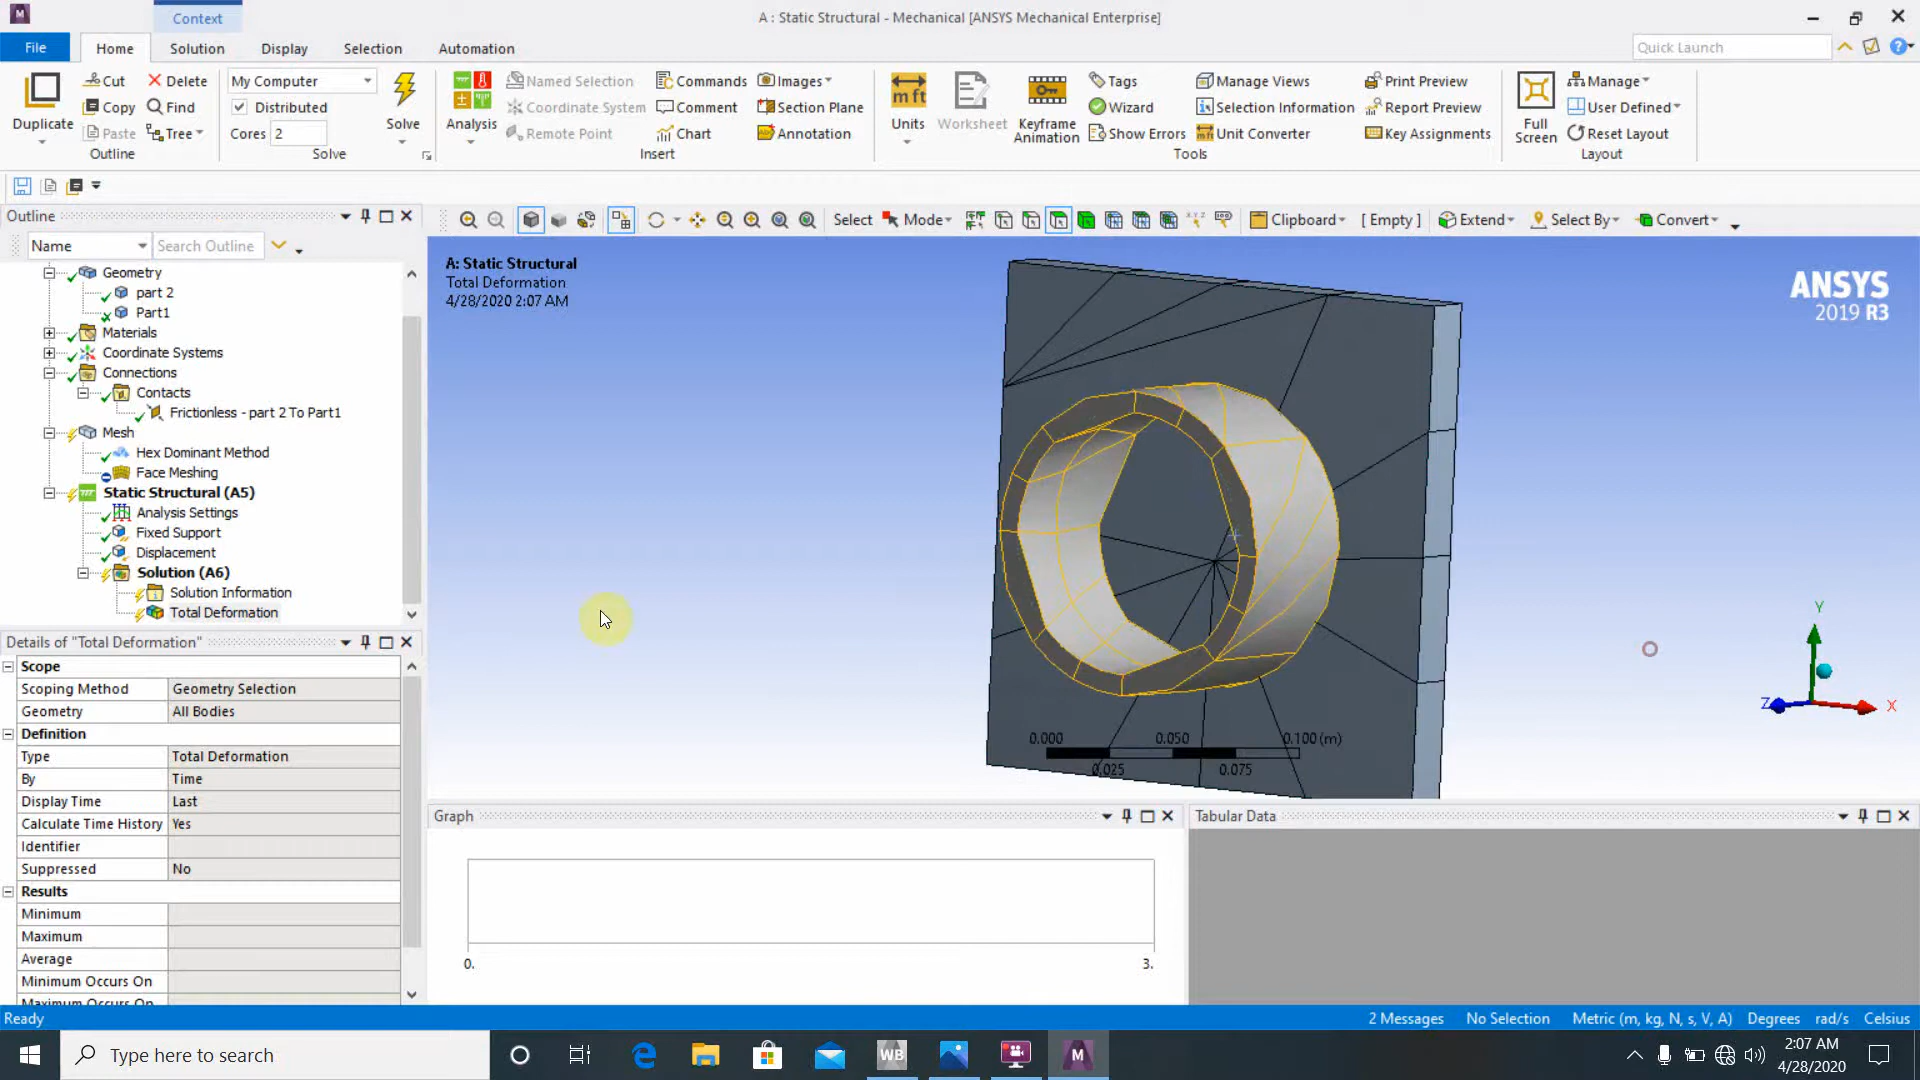 M
Context
A : Static Structural - Mechanical [ANSYS Mechanical Enterprise]
File
Home
Solution
Display
Selection
Automation
Quick Launch
Duplicate
Cut
Delete
Copy
Find
Paste
Tree
Outline
My Computer
Distributed
Cores 2
Solve
Solve
Analysis
Named Selection
Coordinate System
Remote Point
Commands
Comment
Chart
Images
Section Plane
Annotation
Insert
mft
Units
Worksheet
Keyframe
Animation
Tags
Wizard
Show Errors
Manage Views
Selection Information
Unit Converter
Print Preview
Report Preview
Key Assignments
Tools
Full
Screen
Manage
User Defined
Reset Layout
Layout
Outline
Select
Mode
Clipboard
[ Empty ]
Extend
Select By
Convert
Name
Search Outline
Geometry
part 2
Part1
Materials
Coordinate Systems
Connections
Contacts
Frictionless - part 2 To Part1
Mesh
Hex Dominant Method
Face Meshing
Static Structural (A5)
Analysis Settings
Fixed Support
Displacement
Solution (A6)
Solution Information
Total Deformation
A: Static Structural
Total Deformation
4/28/2020 2:07 AM
ANSYS
2019 R3
0.000
0.050
0.100 (m)
0.025
0.075
Y
Z
X
Details of "Total Deformation"
Scope
Scoping Method Geometry Selection
Geometry All Bodies
Definition
Type Total Deformation
By Time
Display Time Last
Calculate Time History Yes
Identifier
Suppressed No
Results
Minimum
Maximum
Average
Minimum Occurs On
Maximum Occurs On
Graph
0.
3.
Tabular Data
Ready
2 Messages
No Selection
Metric (m, kg, N, s, V, A)
Degrees
rad/s
Celsius
Type here to search
WB
M
2:07 AM
4/28/2020